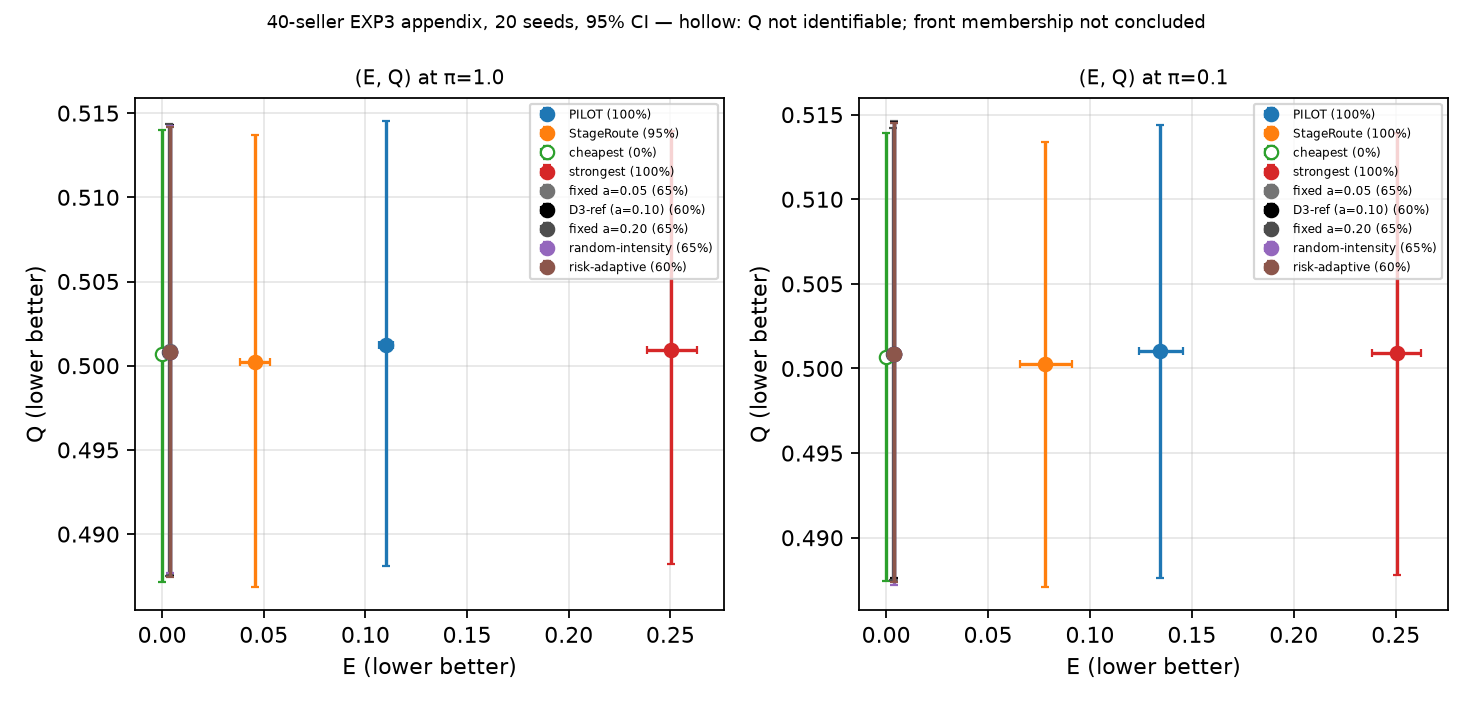 40-seller EXP3 appendix, 20 seeds, 95% CI — hollow: Q not identifiable; front membership not concluded
(E, Q) at π=1.0
0.515
0.510
0.505
0.500
0.495
0.490
Q (lower better)
PILOT (100%)
StageRoute (95%)
cheapest (0%)
strongest (100%)
fixed a=0.05 (65%)
D3-ref (a=0.10) (60%)
fixed a=0.20 (65%)
random-intensity (65%)
risk-adaptive (60%)
0.00 0.05 0.10 0.15 0.20 0.25
E (lower better)
(E, Q) at π=0.1
0.515
0.510
0.505
0.500
0.495
0.490
Q (lower better)
PILOT (100%)
StageRoute (100%)
cheapest (0%)
strongest (100%)
fixed a=0.05 (65%)
D3-ref (a=0.10) (60%)
fixed a=0.20 (65%)
random-intensity (65%)
risk-adaptive (60%)
0.00 0.05 0.10 0.15 0.20 0.25
E (lower better)